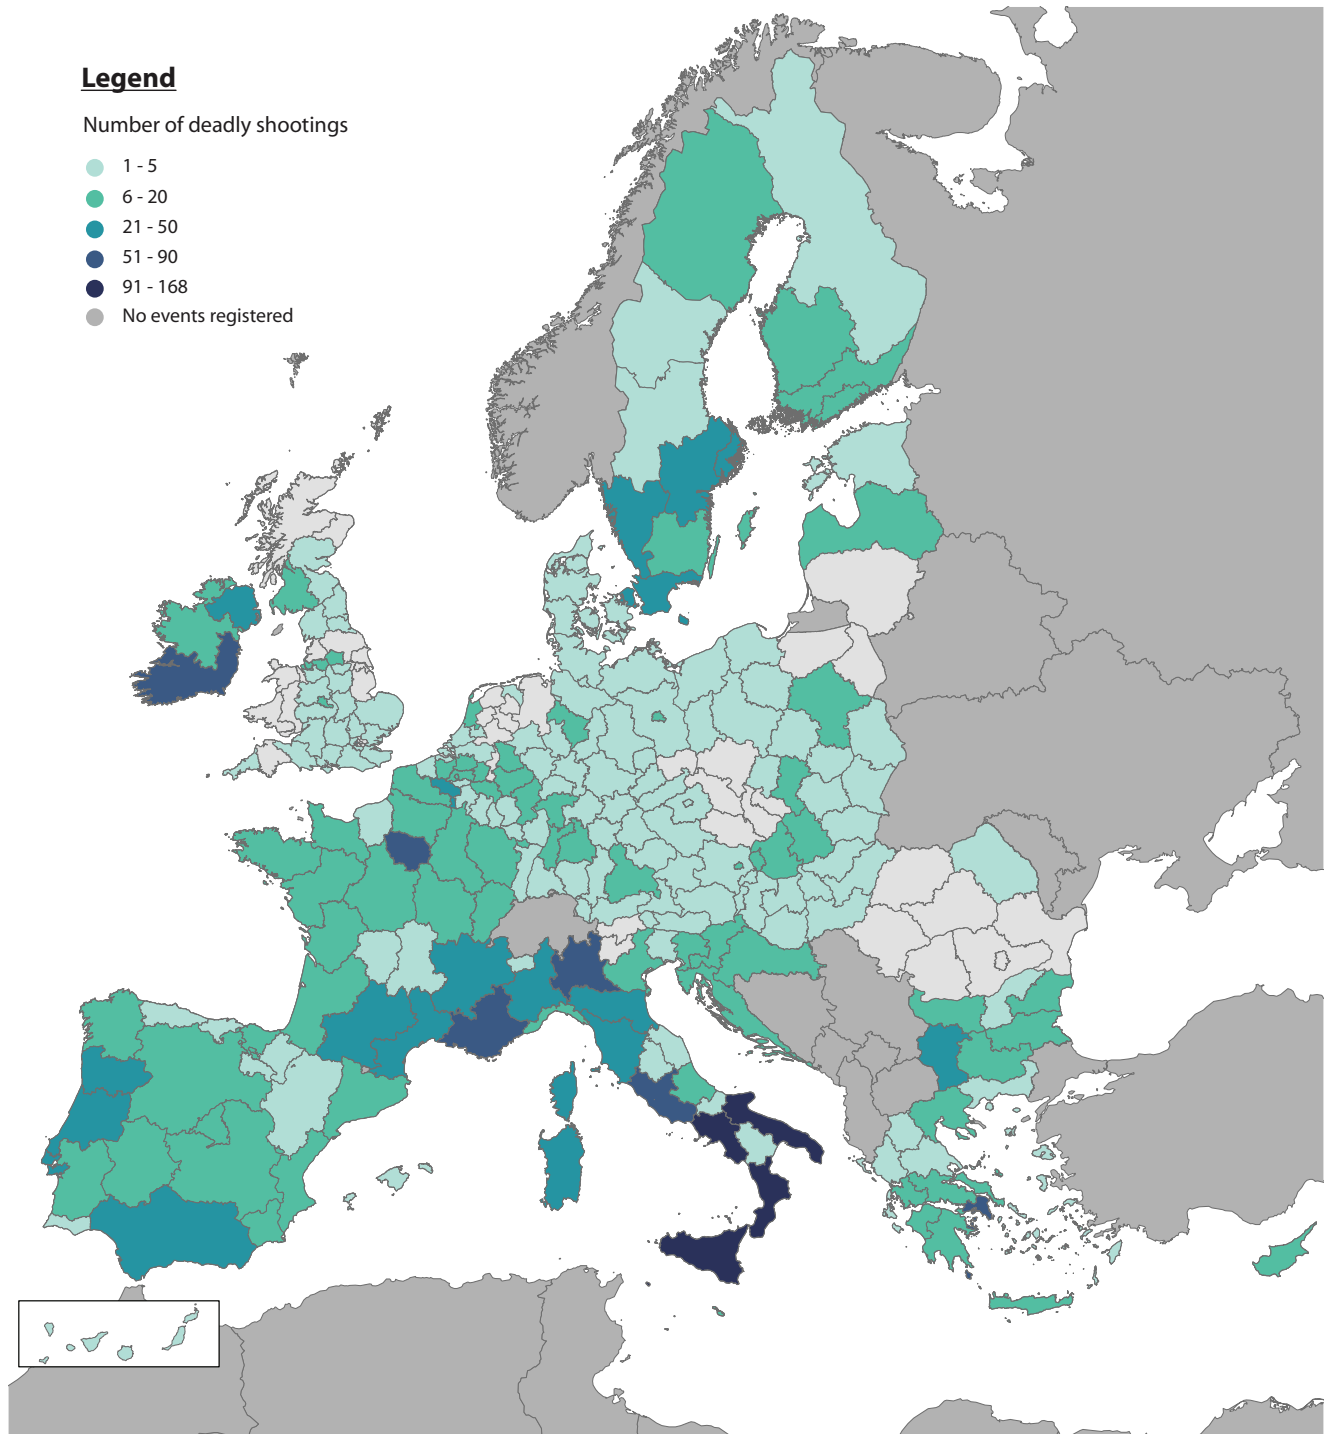 Legend
Number of deadly shootings
1 - 5
6 - 20
21 - 50
51 - 90
91 - 168
No events registered